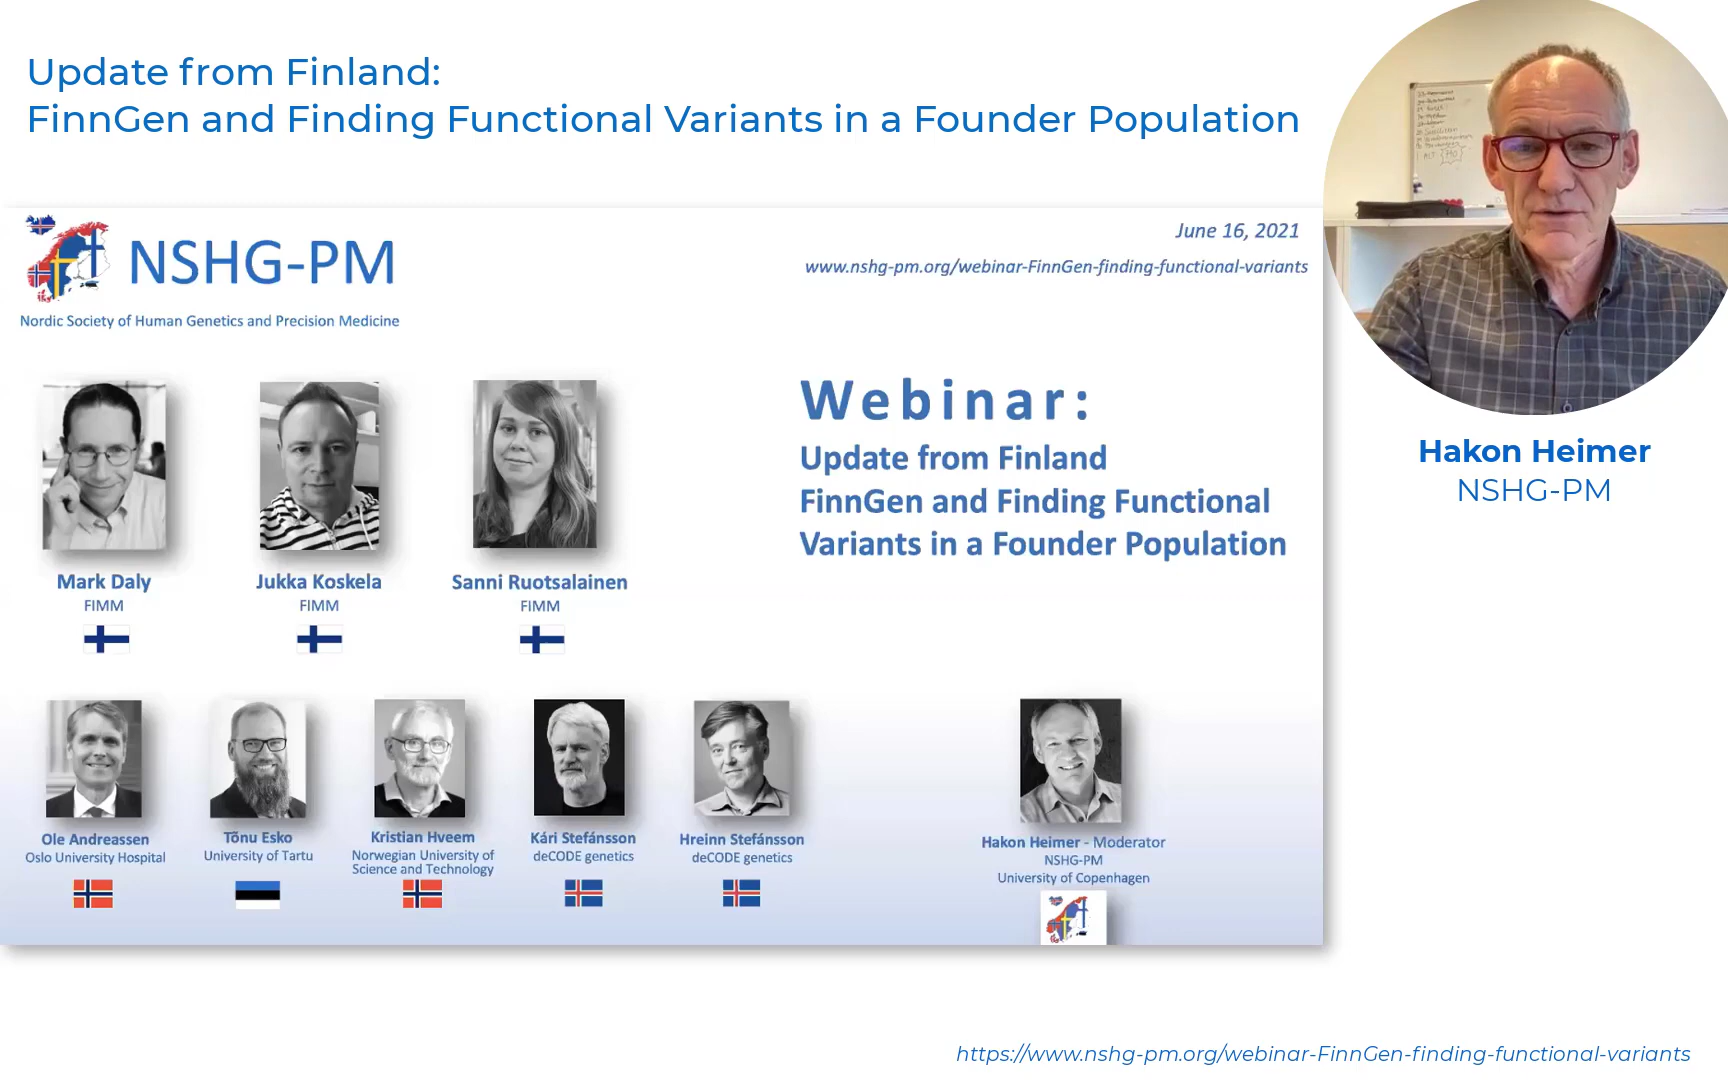 Update from Finland:
FinnGen and Finding Functional Variants in a Founder Population
NSHG-PM
Nordic Society of Human Genetics and Precision Medicine
June 16, 2021
www.nshg-pm.org/webinar-FinnGen-finding-functional-variants
Webinar:
Update from Finland
FinnGen and Finding Functional
Variants in a Founder Population
Mark Daly
FIMM
Jukka Koskela
FIMM
Sanni Ruotsalainen
FIMM
Ole Andreassen
Oslo University Hospital
Tõnu Esko
University of Tartu
Kristian Hveem
Norwegian University of
Science and Technology
Kári Stefánsson
deCODE genetics
Hreinn Stefánsson
deCODE genetics
Hakon Heimer - Moderator
NSHG-PM
University of Copenhagen
Hakon Heimer
NSHG-PM
https://www.nshg-pm.org/webinar-FinnGen-finding-functional-variants